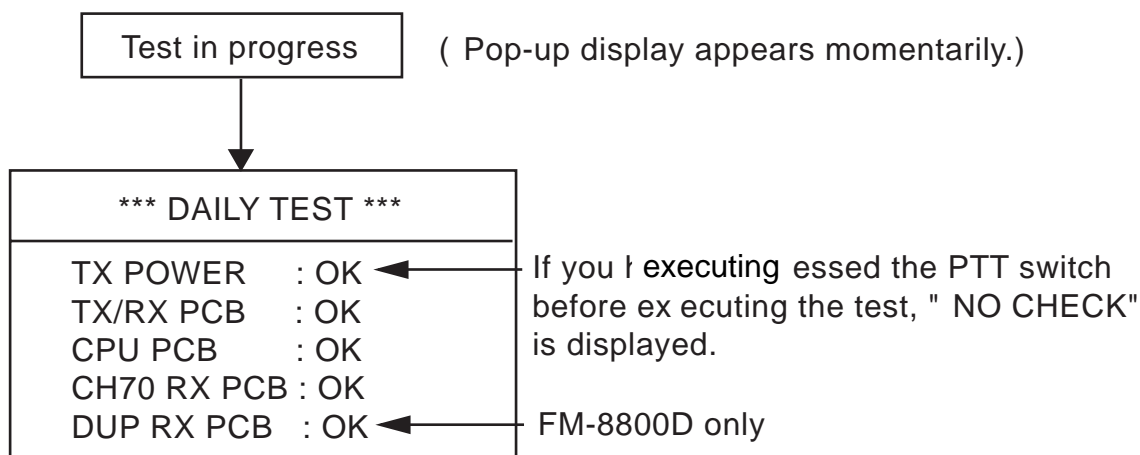 Test in progress
( Pop-up display appears momentarily.)
*** DAILY TEST ***
TX POWER : OK
TX/RX PCB : OK
CPU PCB : OK
CH70 RX PCB : OK
DUP RX PCB : OK
If you executing essed the PTT switch
before ex ecuting the test, " NO CHECK"
is displayed.
FM-8800D only